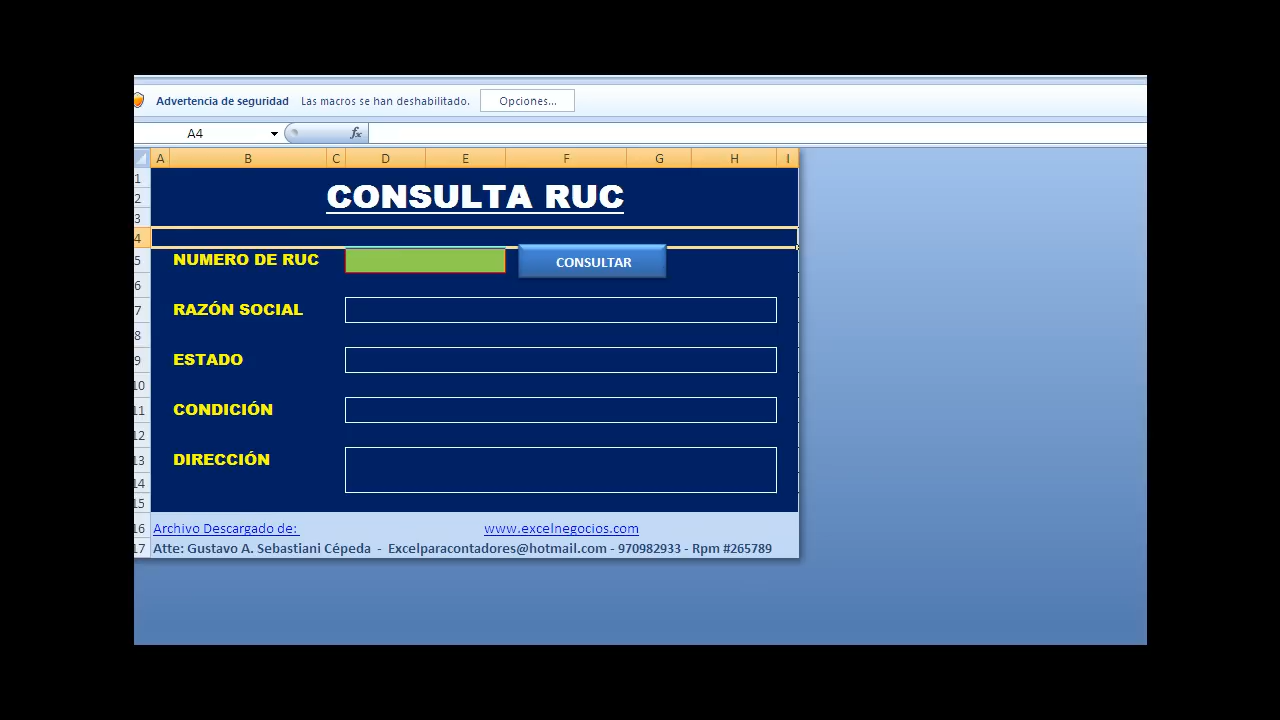 Advertencia de seguridad Las macros se han deshabilitado. Opciones...
A4 fx
A B C D E F G H I
1
CONSULTA RUC
2
3
4
5 NUMERO DE RUC CONSULTAR
6
7 RAZÓN SOCIAL
8
9 ESTADO
10
11 CONDICIÓN
12
13 DIRECCIÓN
14
15
16 Archivo Descargado de: www.excelnegocios.com
17 Atte: Gustavo A. Sebastiani Cépeda - Excelparacontadores@hotmail.com - 970982933 - Rpm #265789